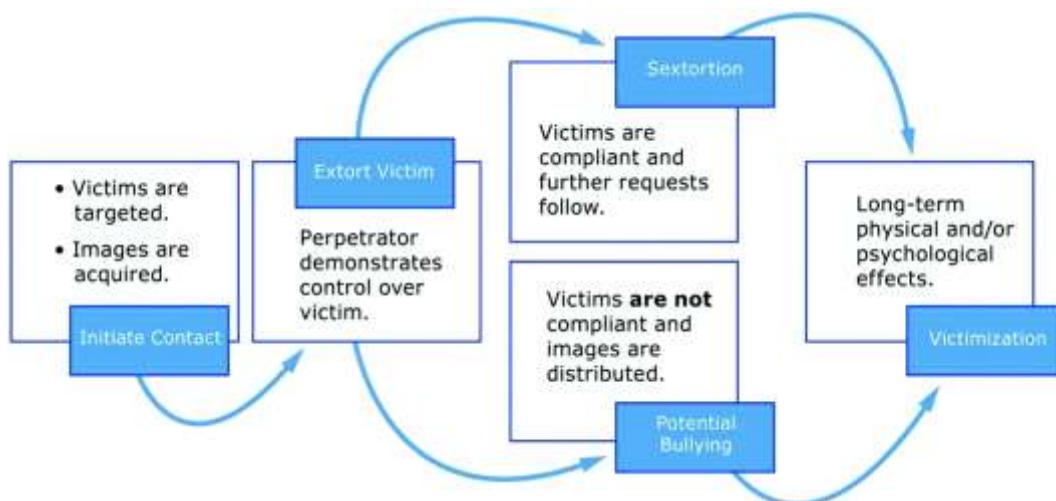 • Victims are
targeted.
• Images are
acquired.
Initiate Contact
Extort Victim
Perpetrator
demonstrates
control over
victim.
Sextortion
Victims are
compliant and
further requests
follow.
Victims are not
compliant and
images are
distributed.
Potential
Bullying
Long-term
physical and/or
psychological
effects.
Victimization